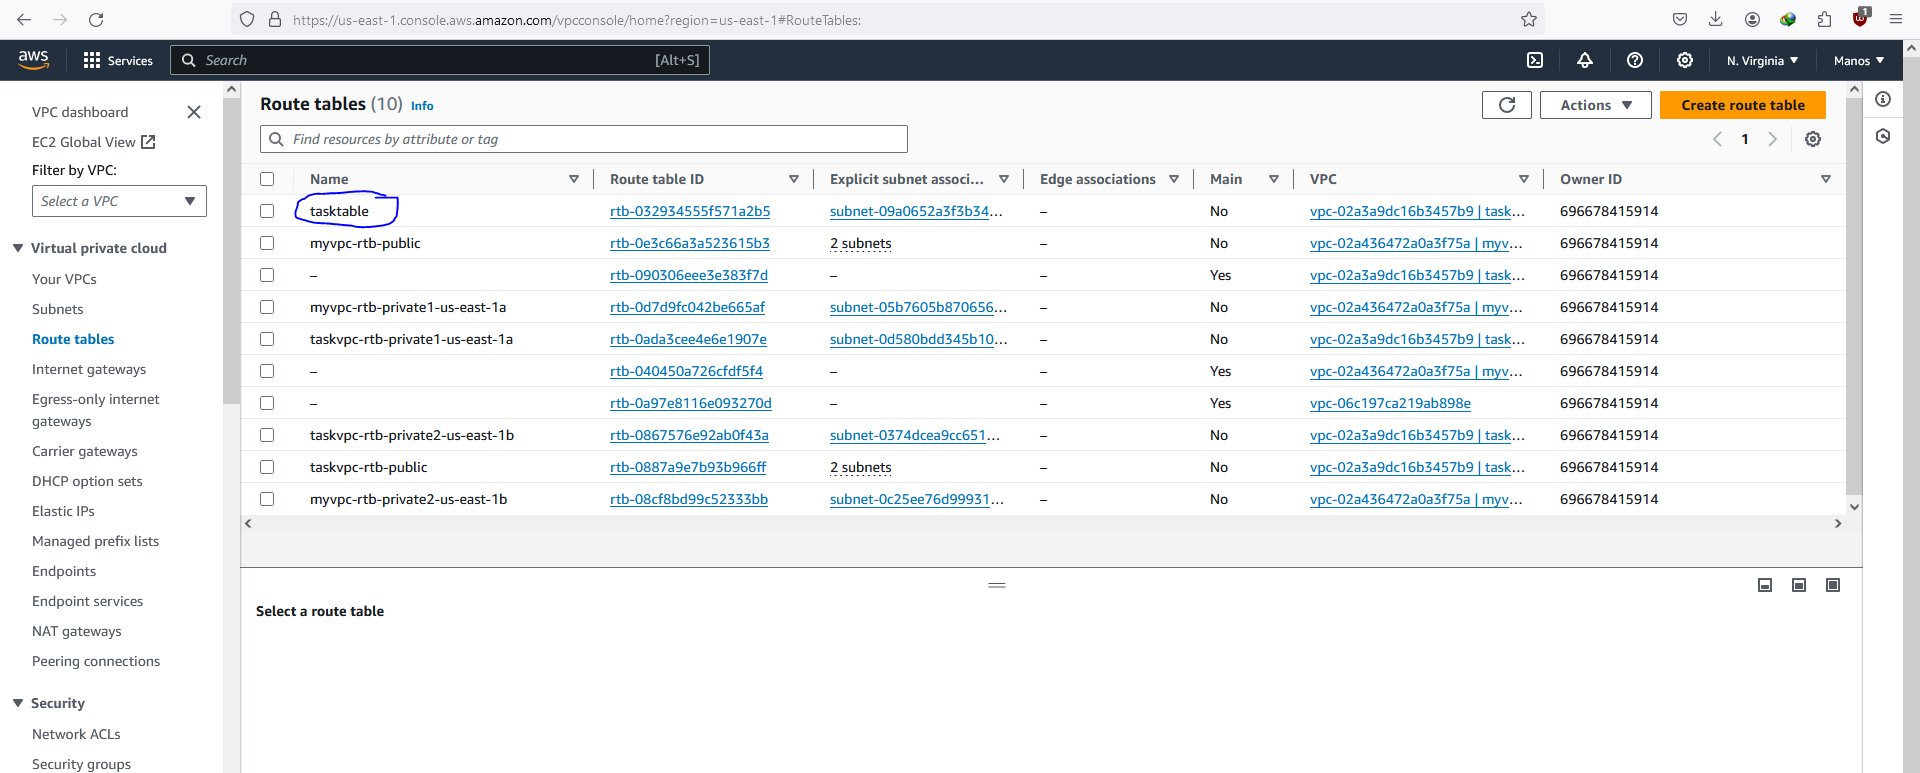 https://us-east-1.console.aws.amazon.com/vpcconsole/home?region=us-east-1#RouteTables:
1
aws
Services
Search
[Alt+S]
N. Virginia
Manos
VPC dashboard
EC2 Global View
Filter by VPC:
Select a VPC
Virtual private cloud
Your VPCs
Subnets
Route tables
Internet gateways
Egress-only internet
gateways
Carrier gateways
DHCP option sets
Elastic IPs
Managed prefix lists
Endpoints
Endpoint services
NAT gateways
Peering connections
Security
Network ACLs
Security groups
Route tables (10) Info
Actions
Create route table
Find resources by attribute or tag
1
Name Route table ID Explicit subnet associ... Edge associations Main VPC Owner ID
tasktable rtb-032934555f571a2b5 subnet-09a0652a3f3b34... – No vpc-02a3a9dc16b3457b9 | task... 696678415914
myvpc-rtb-public rtb-0e3c66a3a523615b3 2 subnets – No vpc-02a436472a0a3f75a | myv... 696678415914
– rtb-090306eee3e383f7d – – Yes vpc-02a3a9dc16b3457b9 | task... 696678415914
myvpc-rtb-private1-us-east-1a rtb-0d7d9fc042be665af subnet-05b7605b870656... – No vpc-02a436472a0a3f75a | myv... 696678415914
taskvpc-rtb-private1-us-east-1a rtb-0ada3cee4e6e1907e subnet-0d580bdd345b10... – No vpc-02a3a9dc16b3457b9 | task... 696678415914
– rtb-040450a726cfdf5f4 – – Yes vpc-02a436472a0a3f75a | myv... 696678415914
– rtb-0a97e8116e093270d – – Yes vpc-06c197ca219ab898e 696678415914
taskvpc-rtb-private2-us-east-1b rtb-0867576e92ab0f43a subnet-0374dcea9cc651... – No vpc-02a3a9dc16b3457b9 | task... 696678415914
taskvpc-rtb-public rtb-0887a9e7b93b966ff 2 subnets – No vpc-02a3a9dc16b3457b9 | task... 696678415914
myvpc-rtb-private2-us-east-1b rtb-08cf8bd99c52333bb subnet-0c25ee76d99931... – No vpc-02a436472a0a3f75a | myv... 696678415914
Select a route table